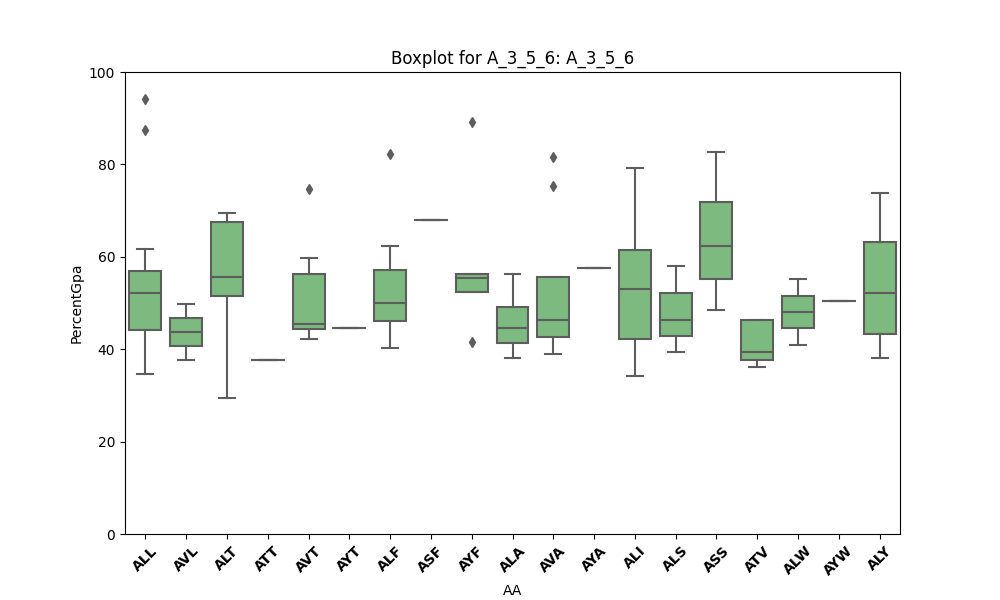 Boxplot for A_3_5_6: A_3_5_6
100
80
60
40
20
0
PercentGpa
ALL AVL ALT ATT AVT AYT ALF ASF AYF ALA AVA AYA ALI ALS ASS ATV ALW AYW ALY
AA